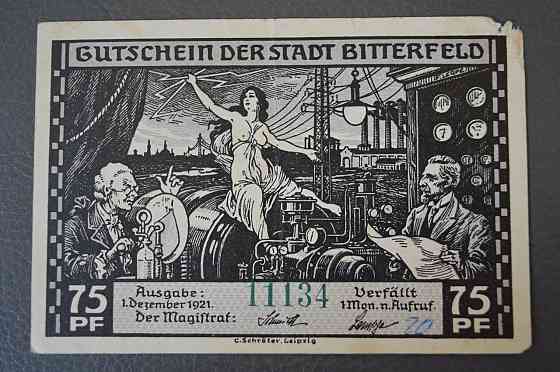 GUTSCHEIN DER STADT BITTERFELD
75 PF
Ausgabe:
1. Dezember 1921.
Der Magistrat:
11134
Verfällt
1 Mon. n. Aufruf.
75 PF
20
C. Schröter, Leipzig